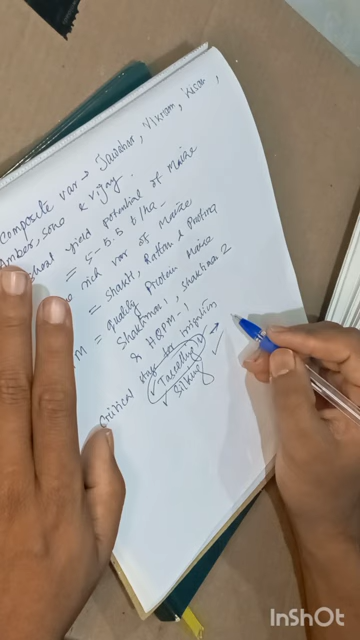 Composite var → Jawahar, Vikram, Kisan,
Amber, sona & vijay.
yield potential of Maize
= 5-5.5 t/ha
rich var of Maize
= Shakti, Rattan & Protina
= quality Protein Maize
Shaktiman 1, Shaktiman 2
& HQPM-1
Critical stage for irrigation
✓ Tasselling ✓ →
✓ Silking ✓
InShOt